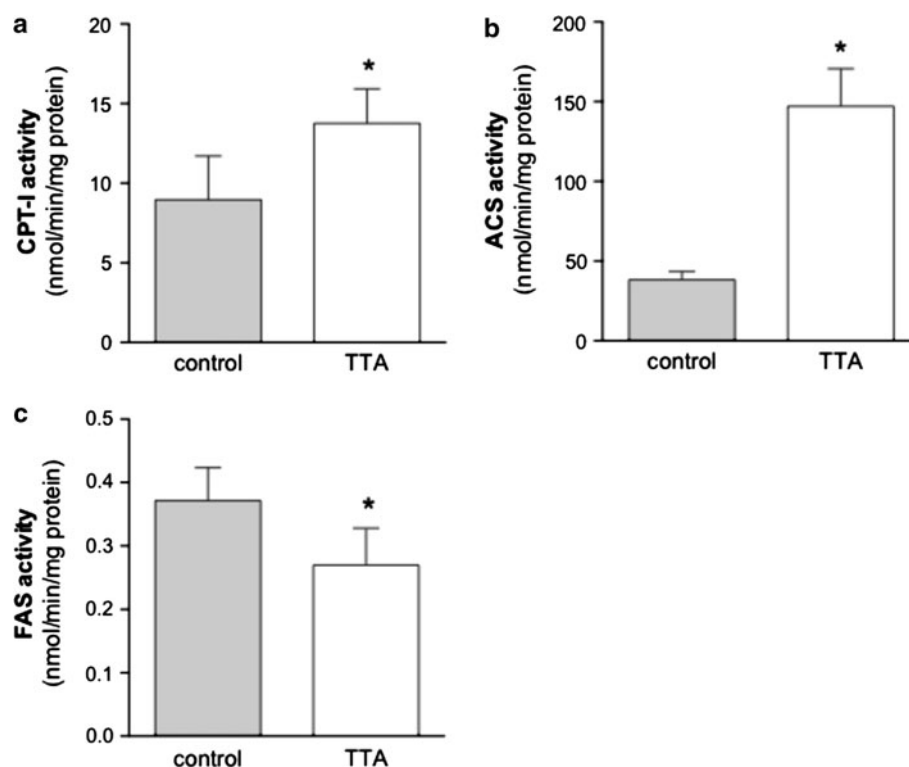 a
CPT-I activity
(nmol/min/mg protein)
20
15
10
5
0
*
control
TTA
b
ACS activity
(nmol/min/mg protein)
200
150
100
50
0
*
control
TTA
c
FAS activity
(nmol/min/mg protein)
0.5
0.4
0.3
0.2
0.1
0.0
*
control
TTA